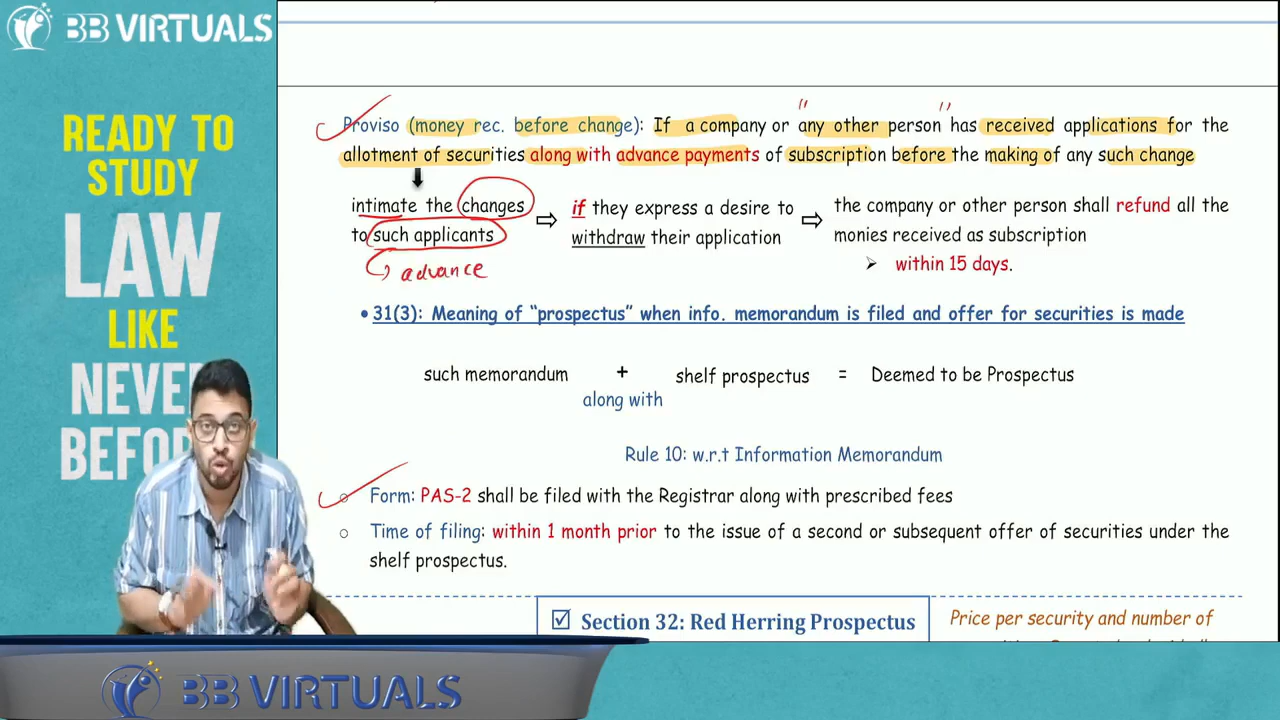 BB VIRTUALS
READY TO
STUDY
LAW
LIKE
NEVER
BEFO
Proviso (money rec. before change): If a company or "any other person" has received applications for the
allotment of securities along with advance payments of subscription before the making of any such change
intimate the changes
to such applicants
advance
if they express a desire to
withdraw their application
the company or other person shall refund all the
monies received as subscription
➢ within 15 days.
• 31(3): Meaning of "prospectus" when info. memorandum is filed and offer for securities is made
such memorandum + shelf prospectus = Deemed to be Prospectus
along with
Rule 10: w.r.t Information Memorandum
o Form: PAS-2 shall be filed with the Registrar along with prescribed fees
o Time of filing: within 1 month prior to the issue of a second or subsequent offer of securities under the
shelf prospectus.
☑ Section 32: Red Herring Prospectus
Price per security and number of
BB VIRTUALS